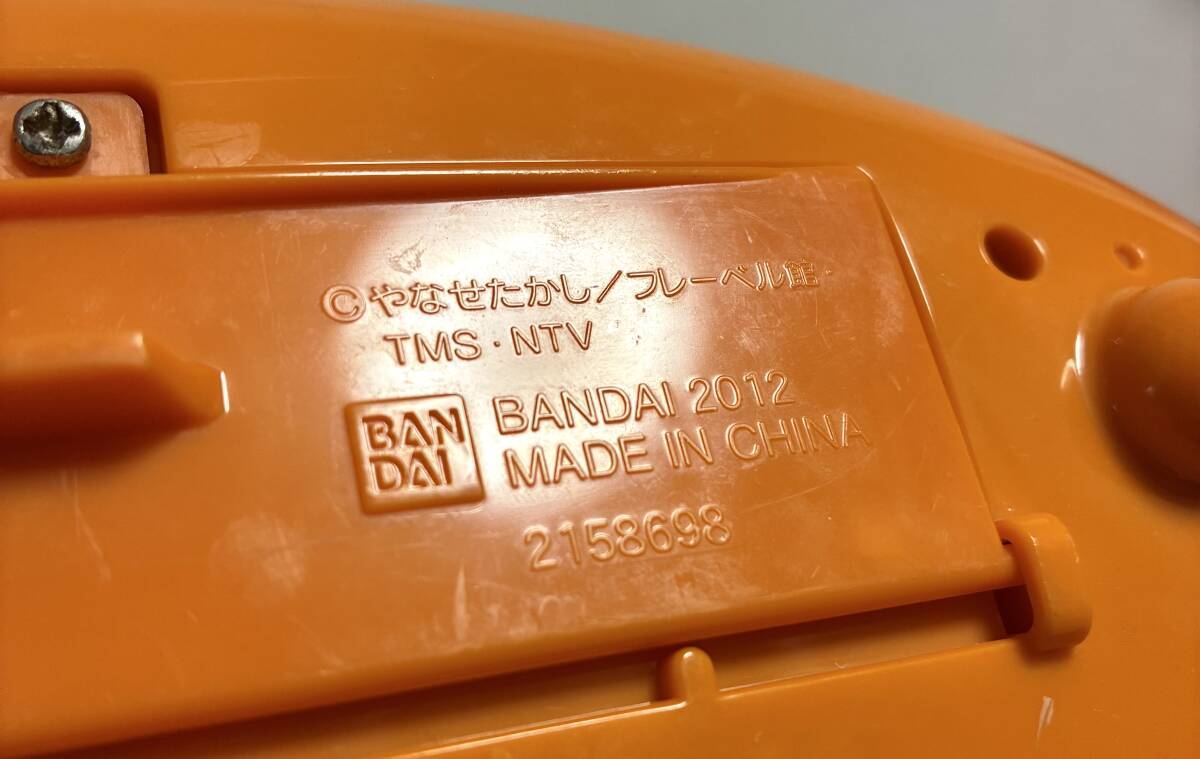 ©やなせたかし/フレーベル館・
TMS・NTV
BAN
DAI
BANDAI 2012
MADE IN CHINA
2158698